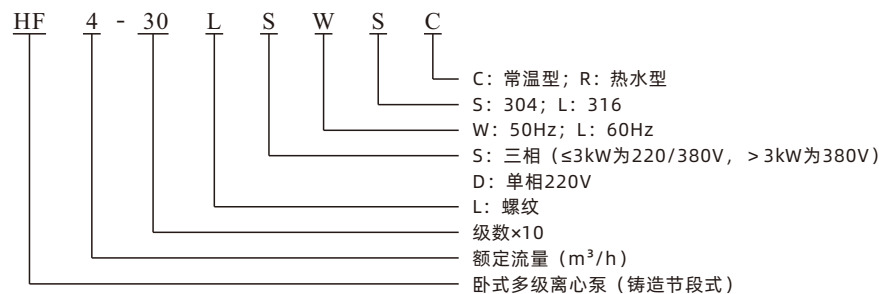 HF 4 - 30 L S W S C
C：常温型；R：热水型
S：304；L：316
W：50Hz；L：60Hz
S：三相（≤3kW为220/380V，＞3kW为380V）
D：单相220V
L：螺纹
级数×10
额定流量（m³/h）
卧式多级离心泵（铸造节段式）